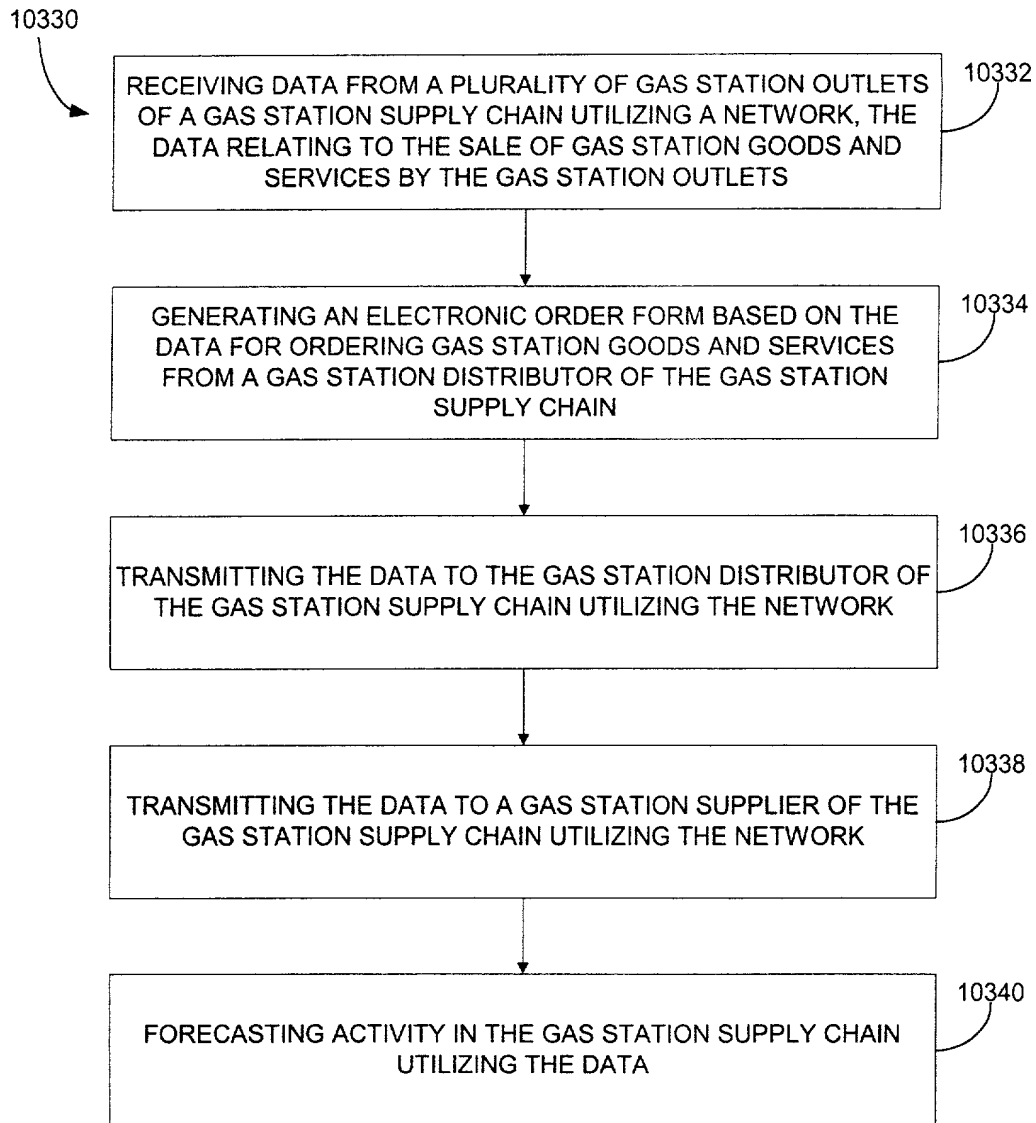 10330
RECEIVING DATA FROM A PLURALITY OF GAS STATION OUTLETS
OF A GAS STATION SUPPLY CHAIN UTILIZING A NETWORK, THE
DATA RELATING TO THE SALE OF GAS STATION GOODS AND
SERVICES BY THE GAS STATION OUTLETS
10332
GENERATING AN ELECTRONIC ORDER FORM BASED ON THE
DATA FOR ORDERING GAS STATION GOODS AND SERVICES
FROM A GAS STATION DISTRIBUTOR OF THE GAS STATION
SUPPLY CHAIN
10334
TRANSMITTING THE DATA TO THE GAS STATION DISTRIBUTOR OF
THE GAS STATION SUPPLY CHAIN UTILIZING THE NETWORK
10336
TRANSMITTING THE DATA TO A GAS STATION SUPPLIER OF THE
GAS STATION SUPPLY CHAIN UTILIZING THE NETWORK
10338
FORECASTING ACTIVITY IN THE GAS STATION SUPPLY CHAIN
UTILIZING THE DATA
10340